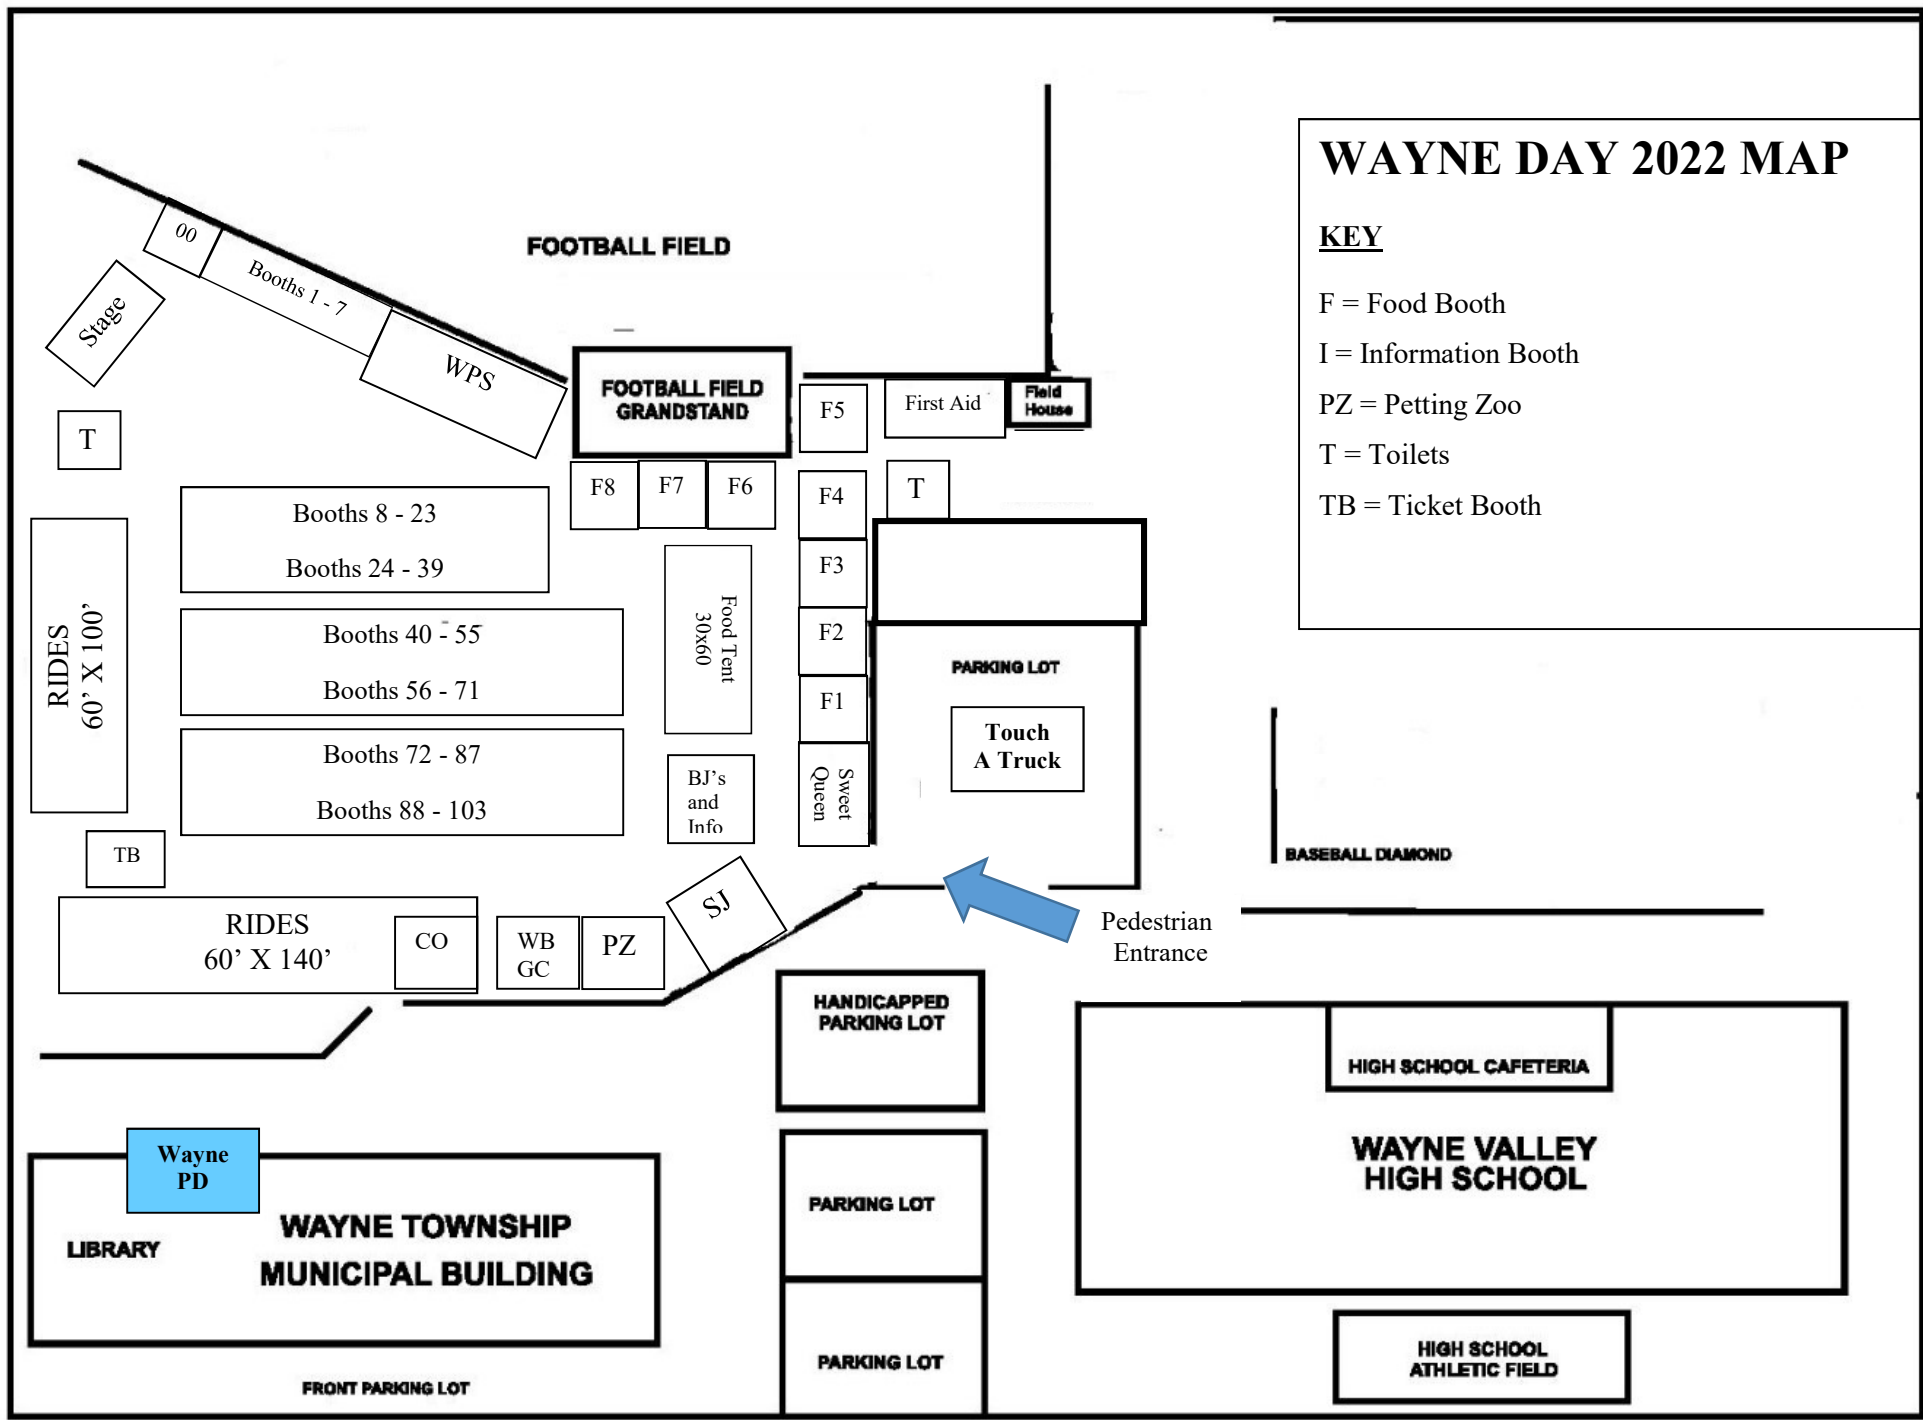 WAYNE DAY 2022 MAP
KEY
F = Food Booth
I = Information Booth
PZ = Petting Zoo
T = Toilets
TB = Ticket Booth
FOOTBALL FIELD
00
Booths 1 - 7
WPS
Stage
T
FOOTBALL FIELD
GRANDSTAND
F5
First Aid
Field
House
F8
F7
F6
F4
T
Booths 8 - 23
Booths 24 - 39
F3
Food Tent
30x60
RIDES
60' X 100'
Booths 40 - 55
Booths 56 - 71
F2
F1
PARKING LOT
Touch
A Truck
Booths 72 - 87
Booths 88 - 103
BJ's
and
Info
Sweet
Queen
TB
BASEBALL DIAMOND
RIDES
60' X 140'
CO
WB
GC
PZ
SJ
Pedestrian
Entrance
HANDICAPPED
PARKING LOT
HIGH SCHOOL CAFETERIA
WAYNE VALLEY
HIGH SCHOOL
Wayne
PD
LIBRARY
WAYNE TOWNSHIP
MUNICIPAL BUILDING
PARKING LOT
PARKING LOT
HIGH SCHOOL
ATHLETIC FIELD
FRONT PARKING LOT